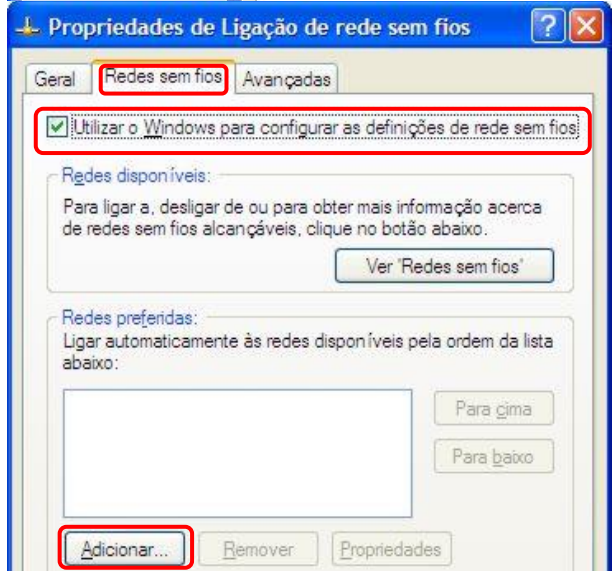 Propriedades de Ligação de rede sem fios
Geral Redes sem fios Avançadas
Utilizar o Windows para configurar as definições de rede sem fios
Redes disponíveis:
Para ligar a, desligar de ou para obter mais informação acerca
de redes sem fios alcançáveis, clique no botão abaixo.
Ver 'Redes sem fios'
Redes preferidas:
Ligar automaticamente às redes disponíveis pela ordem da lista
abaixo:
Para cima
Para baixo
Adicionar... Remover Propriedades